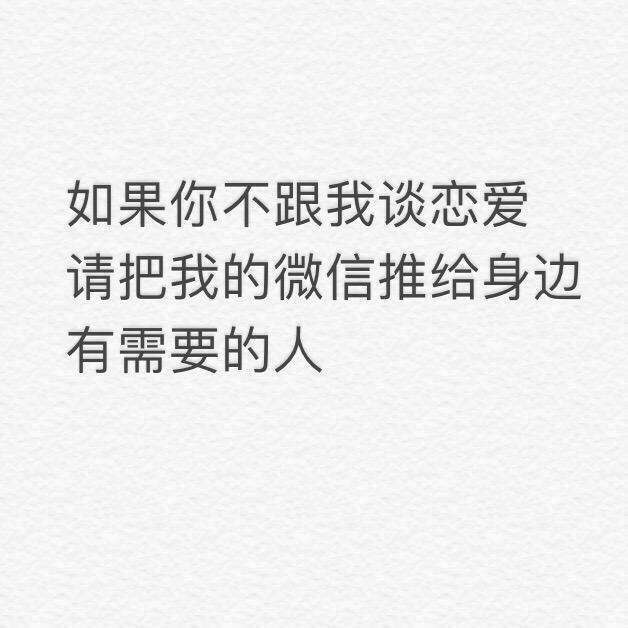 如果你不跟我谈恋爱
请把我的微信推给身边
有需要的人